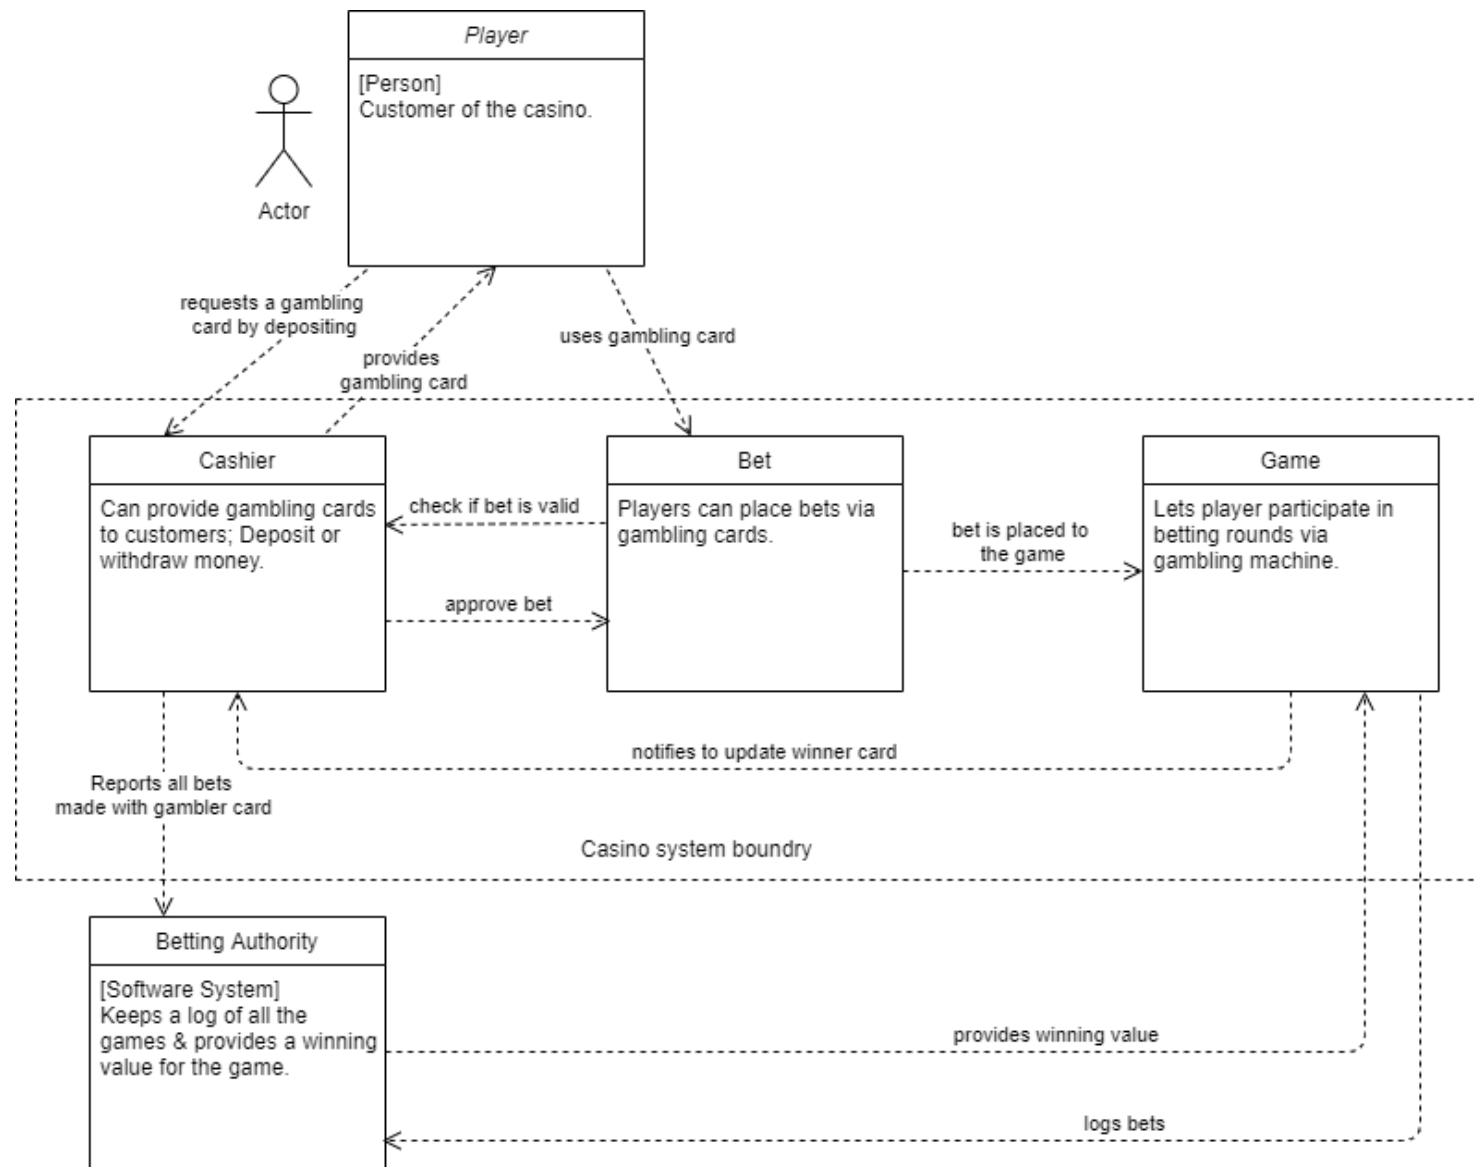 Player
[Person]
Customer of the casino.
Actor
requests a gambling
card by depositing
provides
gambling card
uses gambling card
Cashier
Can provide gambling cards
to customers; Deposit or
withdraw money.
check if bet is valid
approve bet
Bet
Players can place bets via
gambling cards.
bet is placed to
the game
Game
Lets player participate in
betting rounds via
gambling machine.
notifies to update winner card
Reports all bets
made with gambler card
Casino system boundry
Betting Authority
[Software System]
Keeps a log of all the
games & provides a winning
value for the game.
provides winning value
logs bets